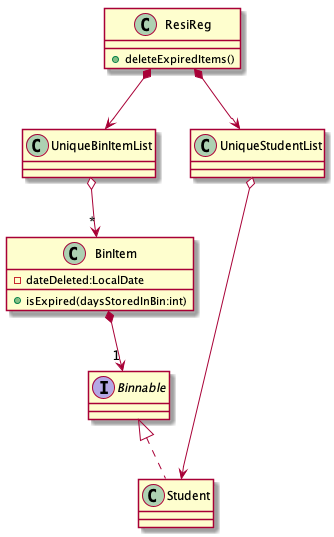 C ResiReg
deleteExpiredItems()
C UniqueBinItemList
C UniqueStudentList
*
C BinItem
dateDeleted:LocalDate
isExpired(daysStoredInBin:int)
1
I Binnable
C Student